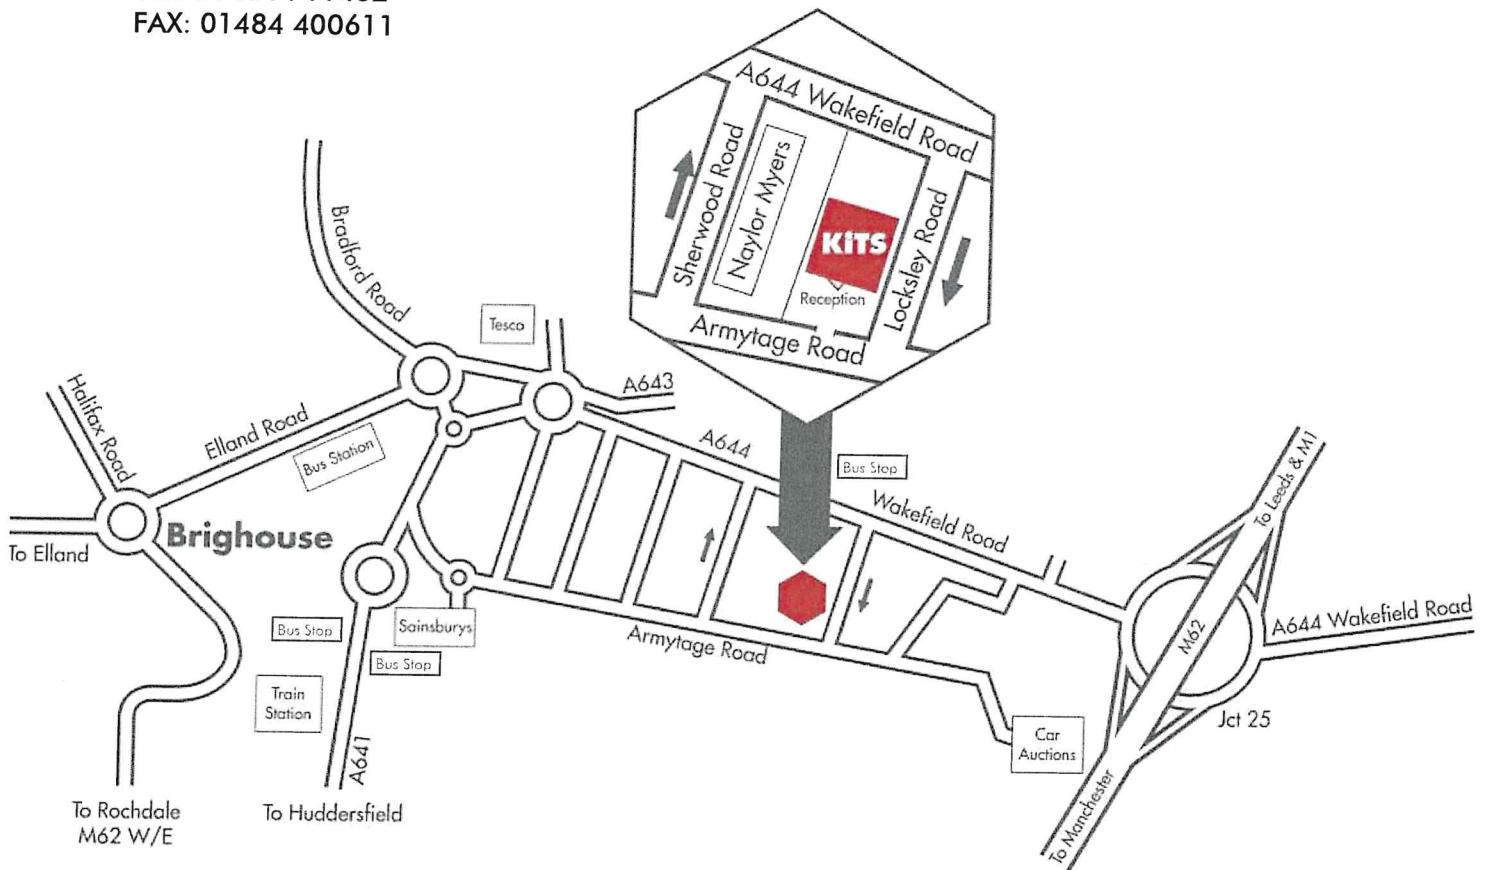 FAX: 01484 400611
A644 Wakefield Road
Sherwood Road
Naylor Myers
KiTS
Reception
Locksley Road
Armytage Road
Bradford Road
Tesco
A643
Halifax Road
Elland Road
Bus Station
A644
Bus Stop
Wakefield Road
To Leeds & M1
Brighouse
To Elland
M62
A644 Wakefield Road
Bus Stop
Sainsburys
Armytage Road
Bus Stop
Train
Station
Jct 25
Car
Auctions
A641
To Manchester
To Rochdale
M62 W/E
To Huddersfield